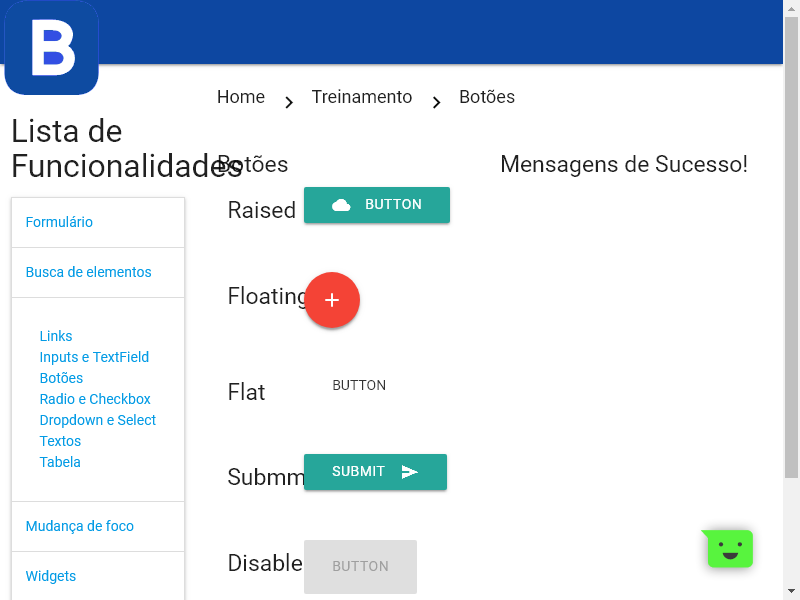 B
Home
Treinamento
Botões
Lista de
Funcionalidades
Botões
Mensagens de Sucesso!
Formulário
Busca de elementos
Links
Inputs e TextField
Botões
Radio e Checkbox
Dropdown e Select
Textos
Tabela
Mudança de foco
Widgets
Raised
BUTTON
Floating
+
Flat
BUTTON
Submm
SUBMIT
Disable
BUTTON